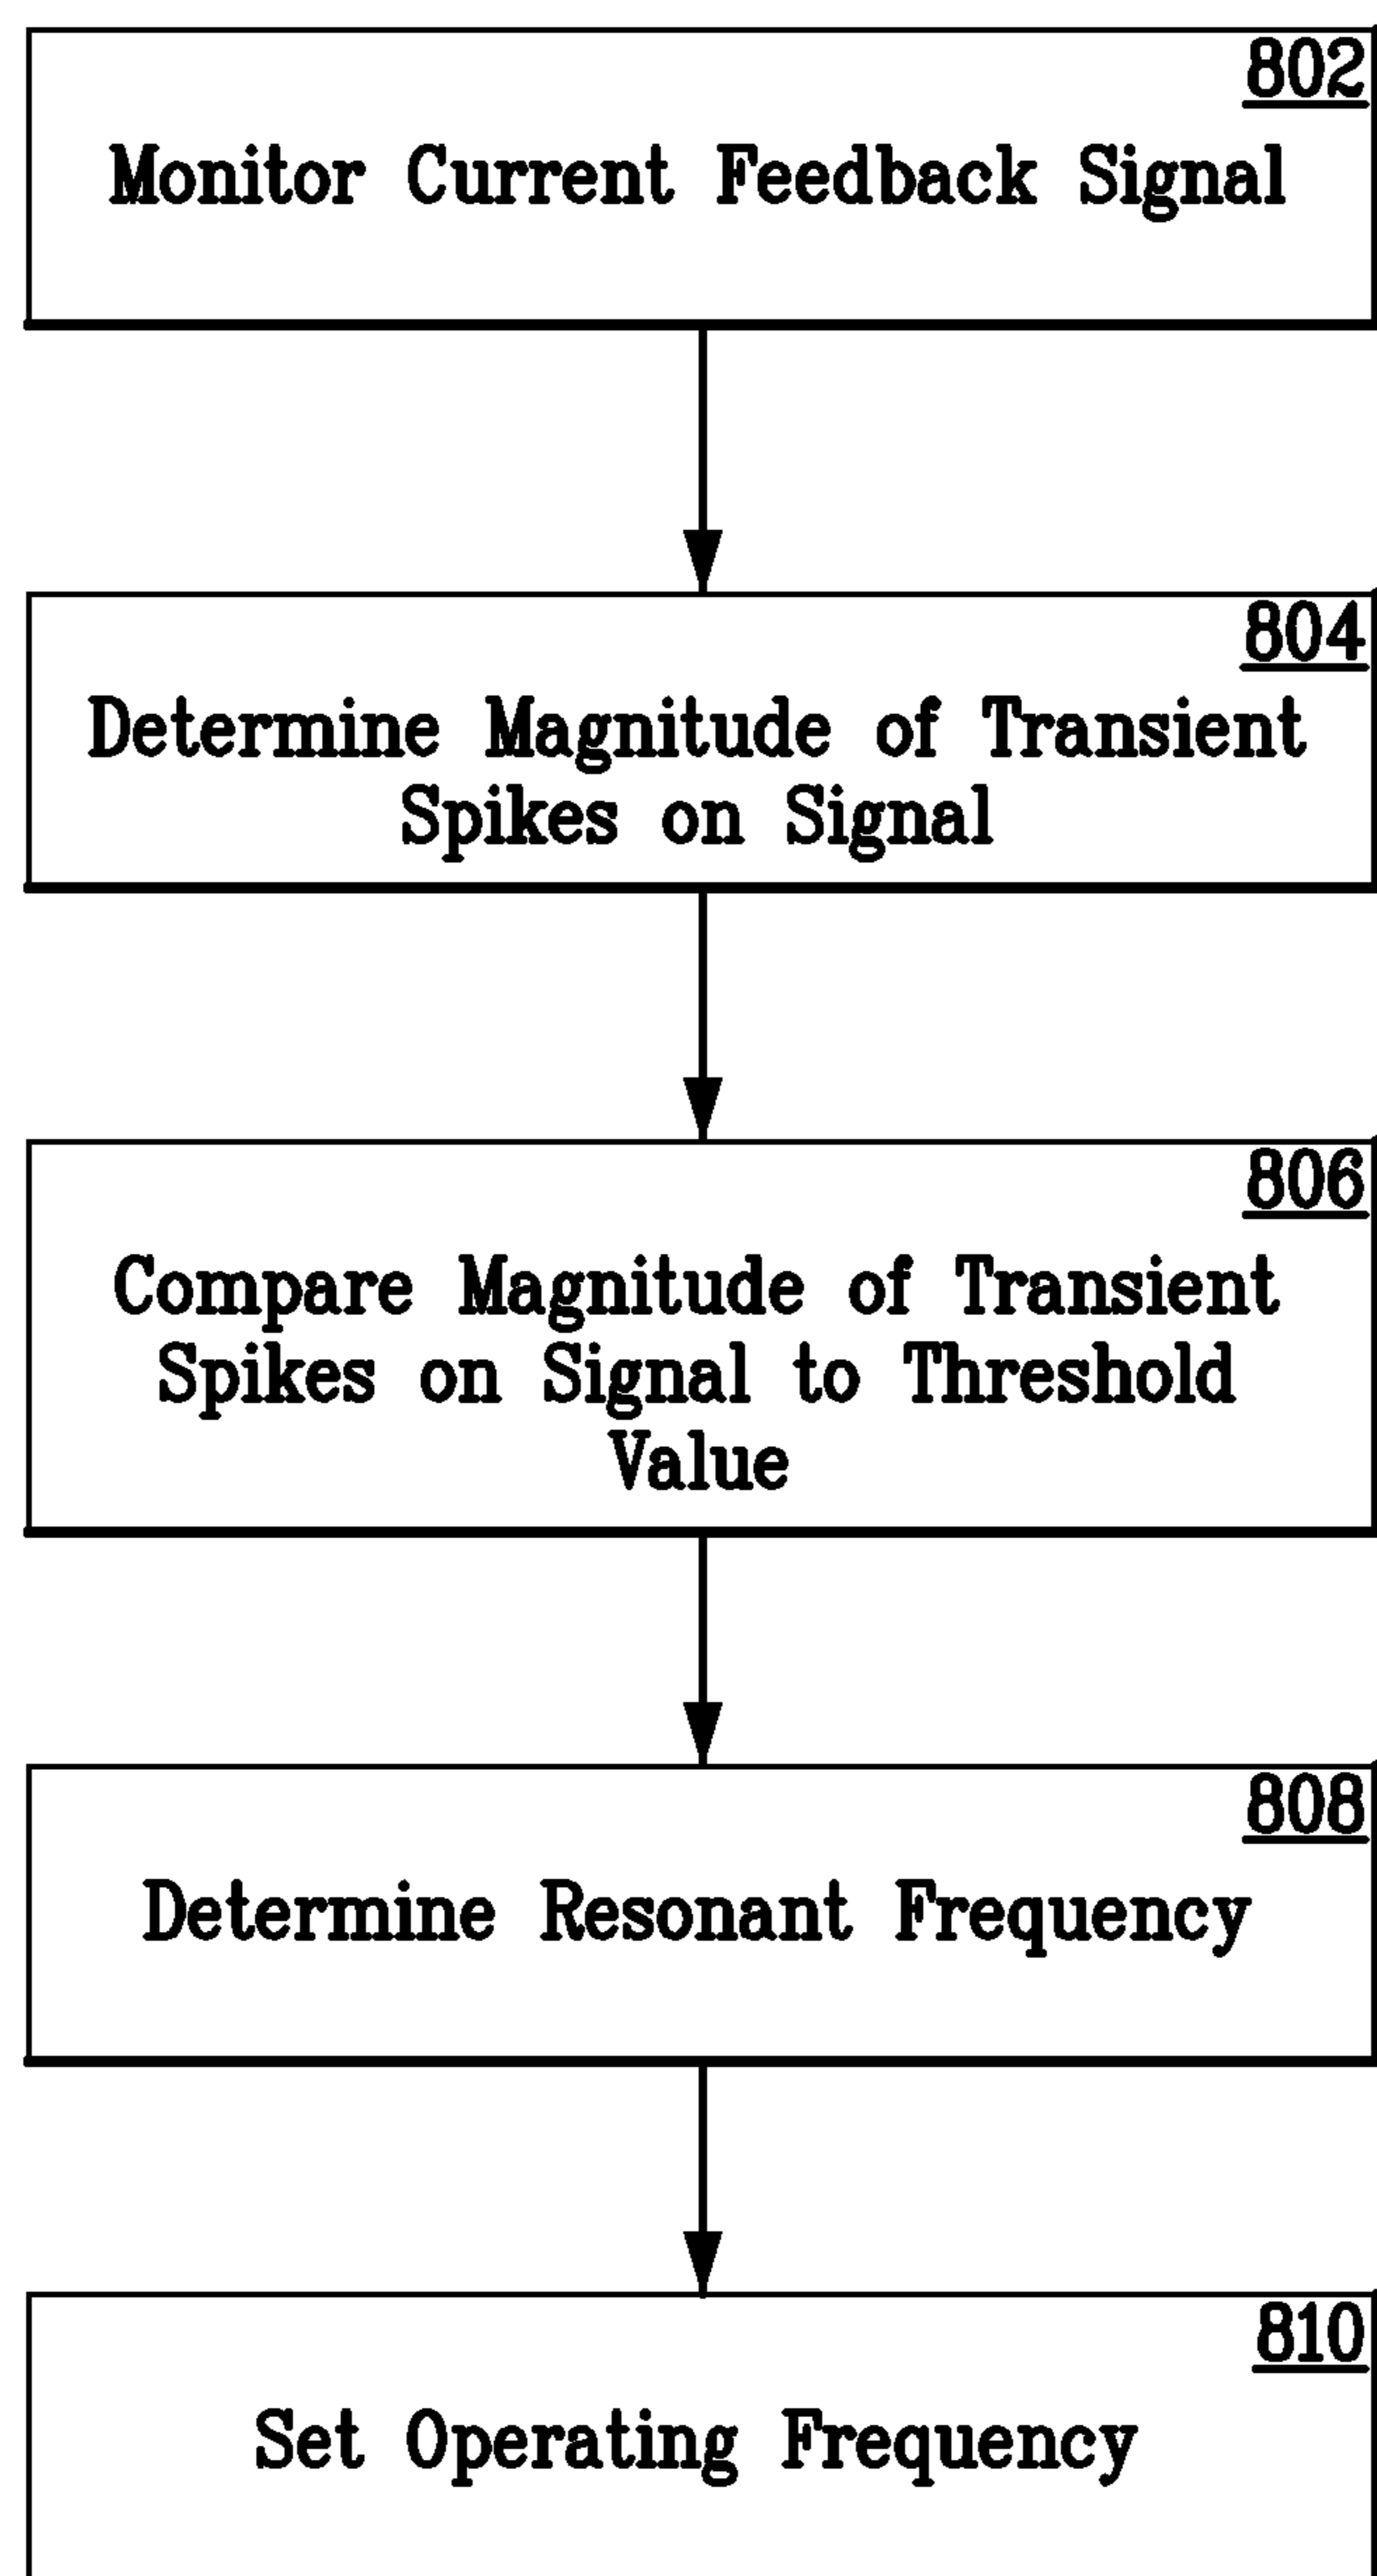 802
Monitor Current Feedback Signal
804
Determine Magnitude of Transient
Spikes on Signal
806
Compare Magnitude of Transient
Spikes on Signal to Threshold
Value
808
Determine Resonant Frequency
810
Set Operating Frequency